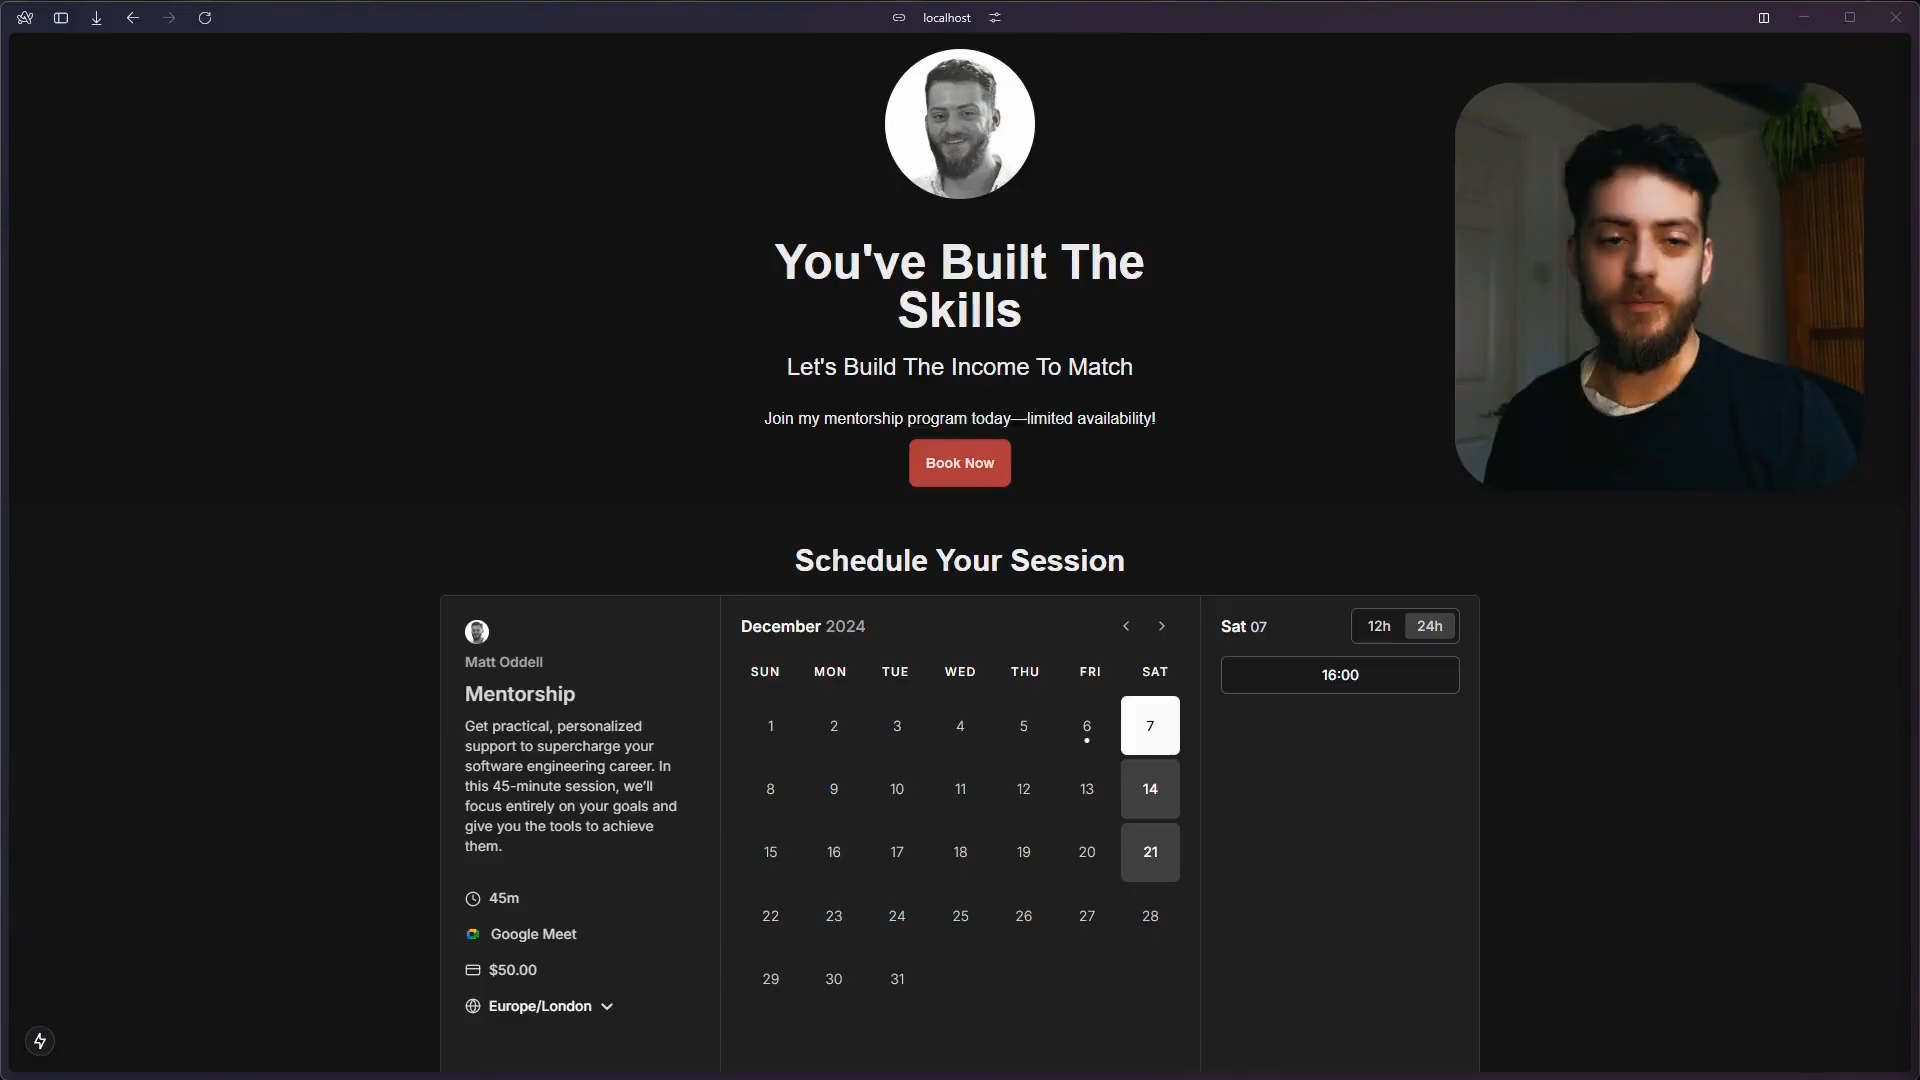 localhost
You've Built The
Skills
Let's Build The Income To Match
Join my mentorship program today—limited availability!
Book Now
Schedule Your Session
Matt Oddell
Mentorship
Get practical, personalized
support to supercharge your
software engineering career. In
this 45-minute session, we’ll
focus entirely on your goals and
give you the tools to achieve
them.
45m
Google Meet
$50.00
Europe/London
December 2024
SUN MON TUE WED THU FRI SAT
1 2 3 4 5 6 7
8 9 10 11 12 13 14
15 16 17 18 19 20 21
22 23 24 25 26 27 28
29 30 31
Sat 07
12h 24h
16:00